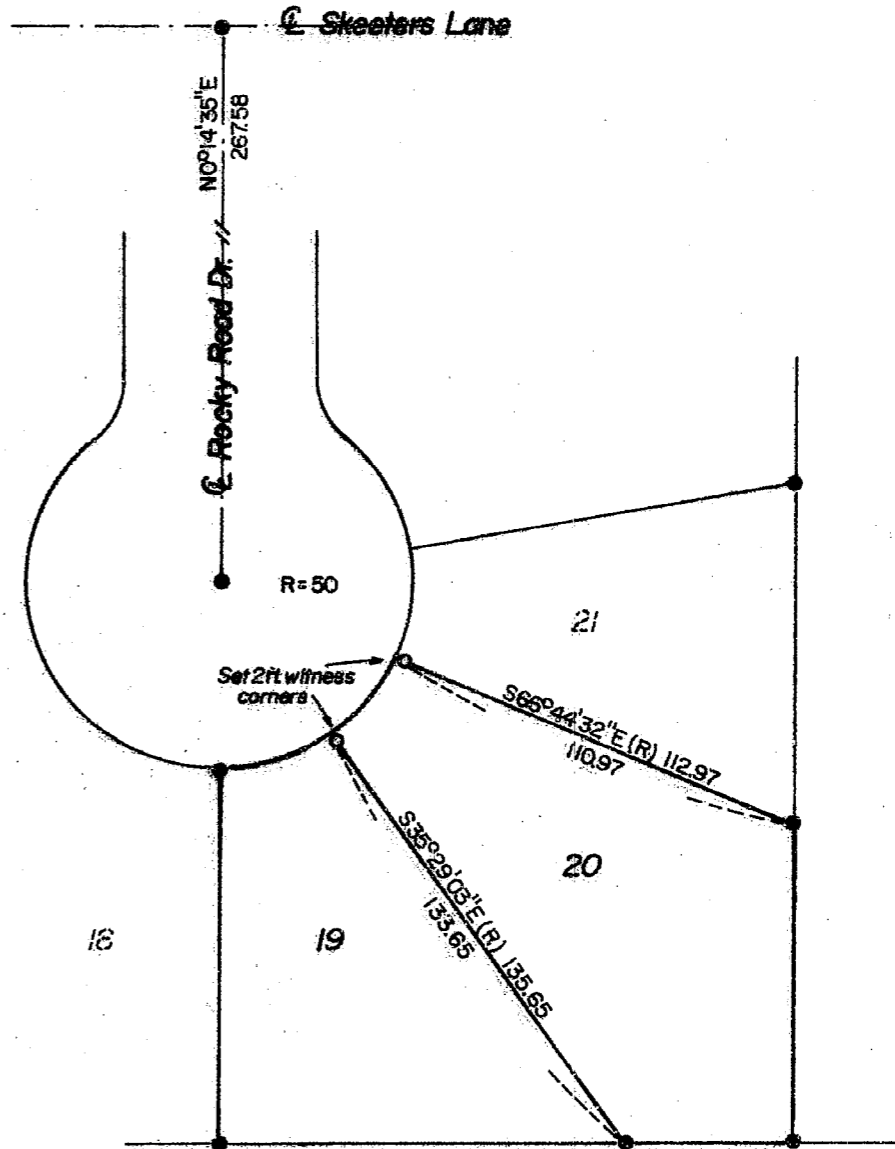 ℄ Skeeters Lane
N0°14'35"E
267.58
℄ Rocky Road Dr.
R=50
21
Set 2ft. witness
corners
S66°44'32"E (R) 112.97
110.97
20
S35°29'03"E (R) 135.65
133.65
18
19